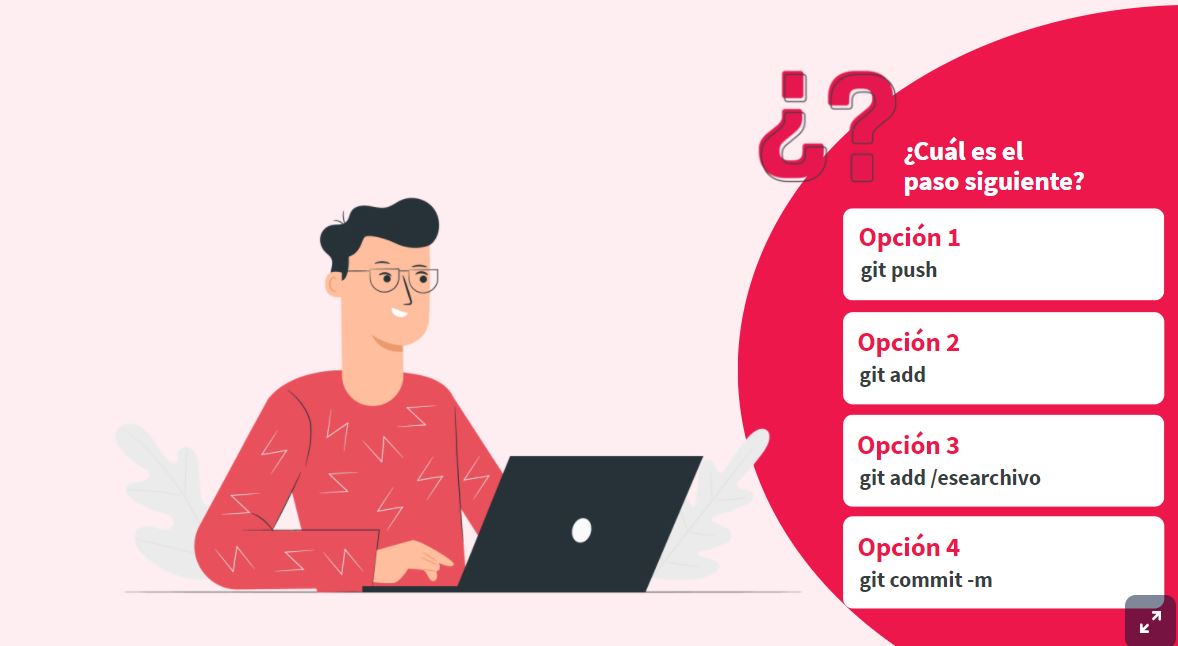 ¿?
¿Cuál es el
paso siguiente?
Opción 1
git push
Opción 2
git add
Opción 3
git add /esearchivo
Opción 4
git commit -m